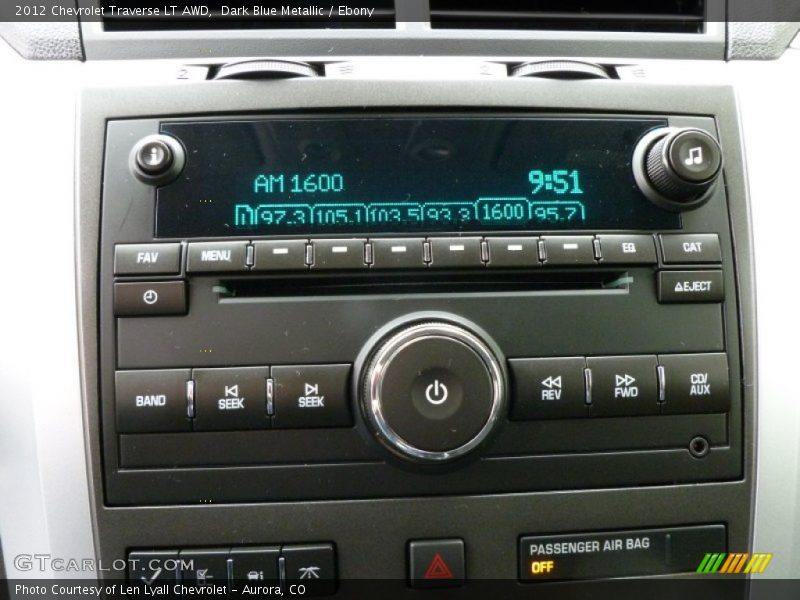 2012 Chevrolet Traverse LT AWD, Dark Blue Metallic / Ebony
AM 1600 9:51
97.3 105.1 103.5 93.3 1600 95.7
FAV MENU EQ CAT
EJECT
BAND SEEK SEEK REV FWD CD/AUX
PASSENGER AIR BAG
OFF
GTCARLOT.COM
Photo Courtesy of Len Lyall Chevrolet - Aurora, CO